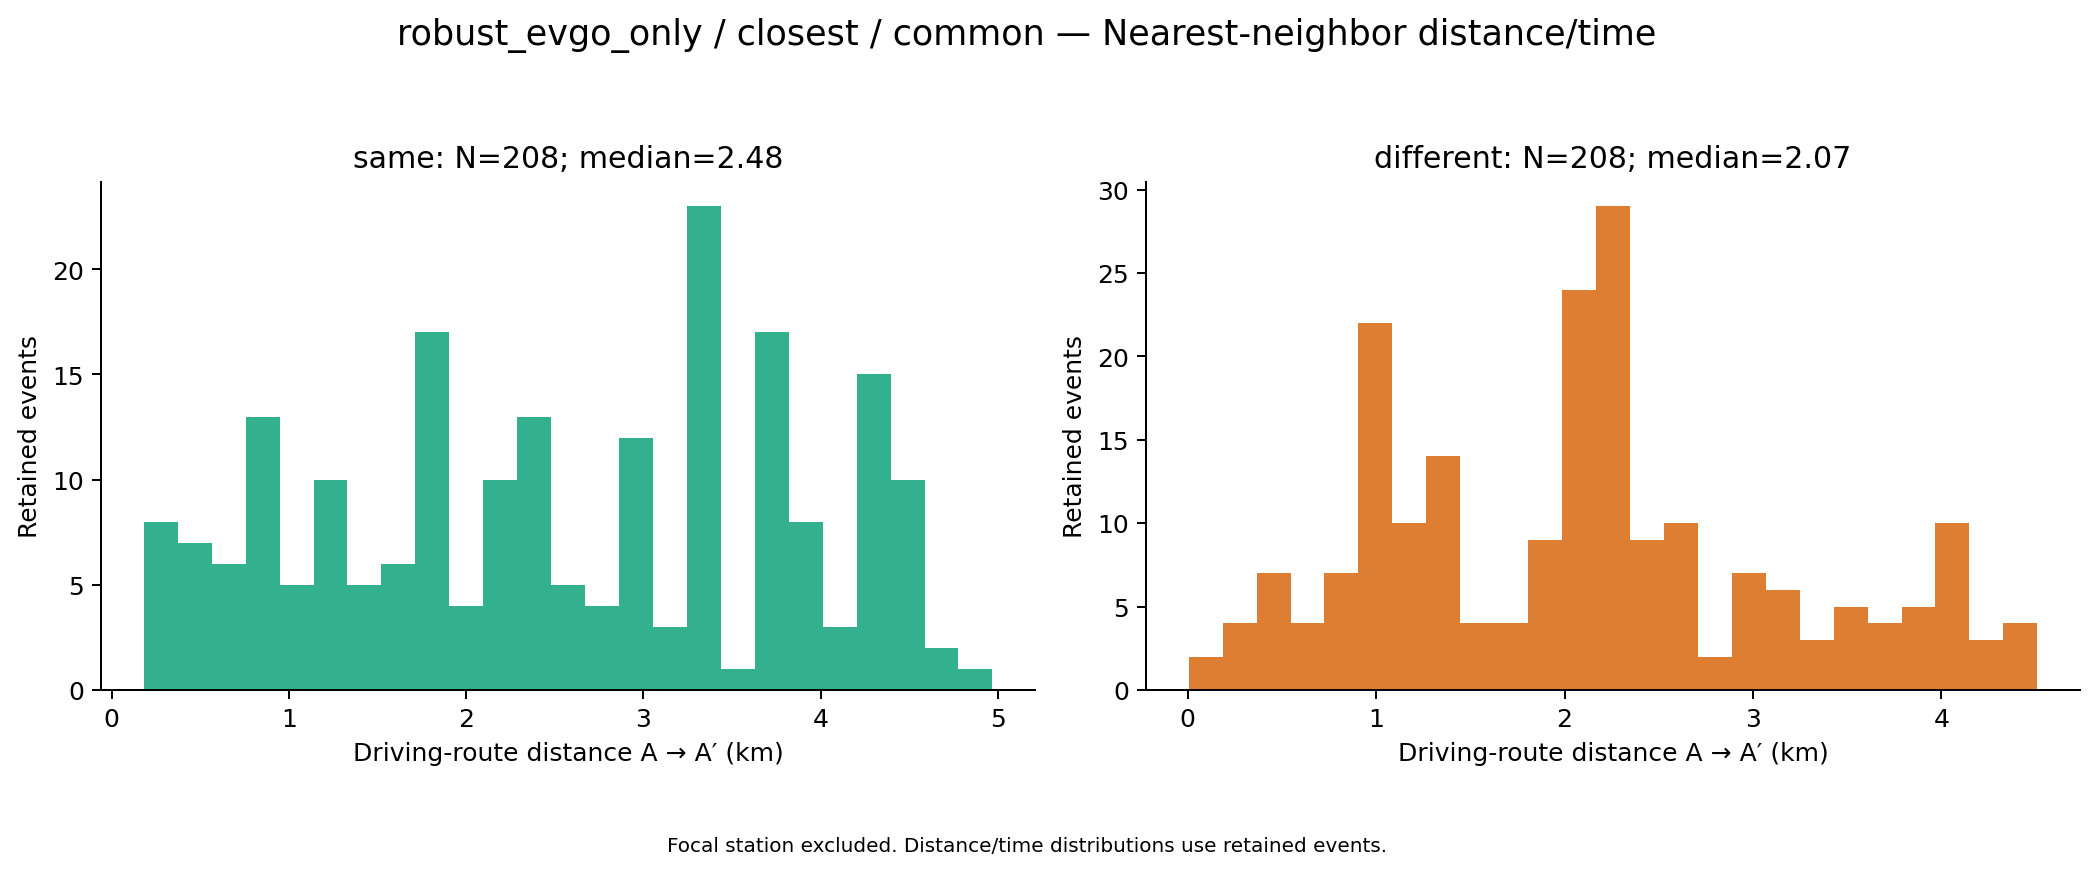 robust_evgo_only / closest / common — Nearest-neighbor distance/time
same: N=208; median=2.48
Retained events
20
15
10
5
0
0 1 2 3 4 5
Driving-route distance A → A′ (km)
different: N=208; median=2.07
Retained events
30
25
20
15
10
5
0
0 1 2 3 4
Driving-route distance A → A′ (km)
Focal station excluded. Distance/time distributions use retained events.